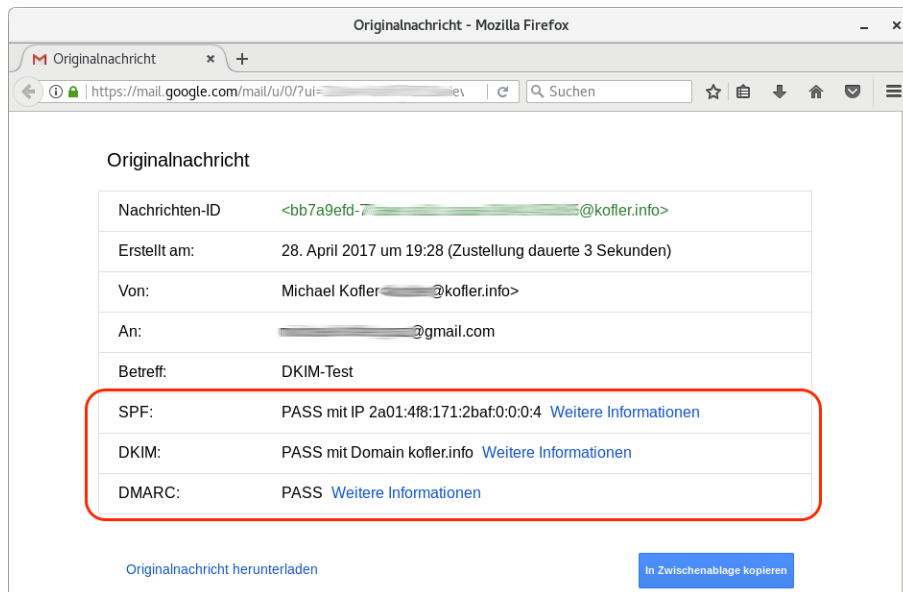 Originalnachricht - Mozilla Firefox
Originalnachricht
https://mail.google.com/mail/u/0/?ui= Suchen
Originalnachricht
Nachrichten-ID <bb7a9efd-7 @kofler.info>
Erstellt am: 28. April 2017 um 19:28 (Zustellung dauerte 3 Sekunden)
Von: Michael Kofler @kofler.info>
An: @gmail.com
Betreff: DKIM-Test
SPF: PASS mit IP 2a01:4f8:171:2baf:0:0:0:4 Weitere Informationen
DKIM: PASS mit Domain kofler.info Weitere Informationen
DMARC: PASS Weitere Informationen
Originalnachricht herunterladen In Zwischenablage kopieren